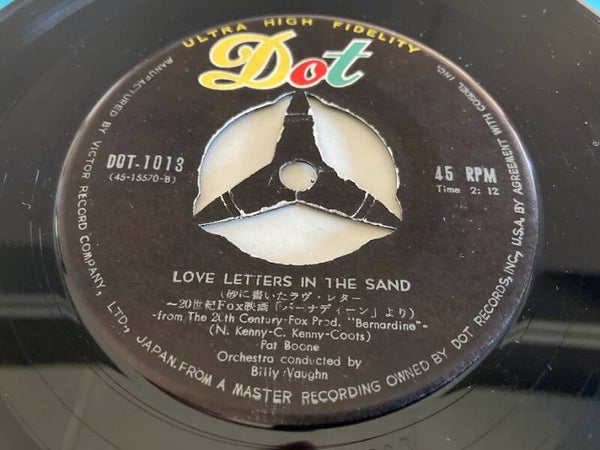 ULTRA HIGH FIDELITY
Dot
DOT-1013
(45-15570-B)
45 RPM
Time 2: 12
LOVE LETTERS IN THE SAND
(砂に書いたラヴ・レター
〜20世紀Fox映画「バーナディーン」より)
-from The 20th Century-Fox Prod. "Bernardine"-
(N. Kenny-C. Kenny-Coots)
Pat Boone
Orchestra conducted by
Billy Vaughn
MANUFACTURED BY VICTOR RECORD COMPANY, LTD., JAPAN. FROM A MASTER RECORDING OWNED BY DOT RECORDS, INC., U.S.A. BY AGREEMENT WITH COSDEL INC.